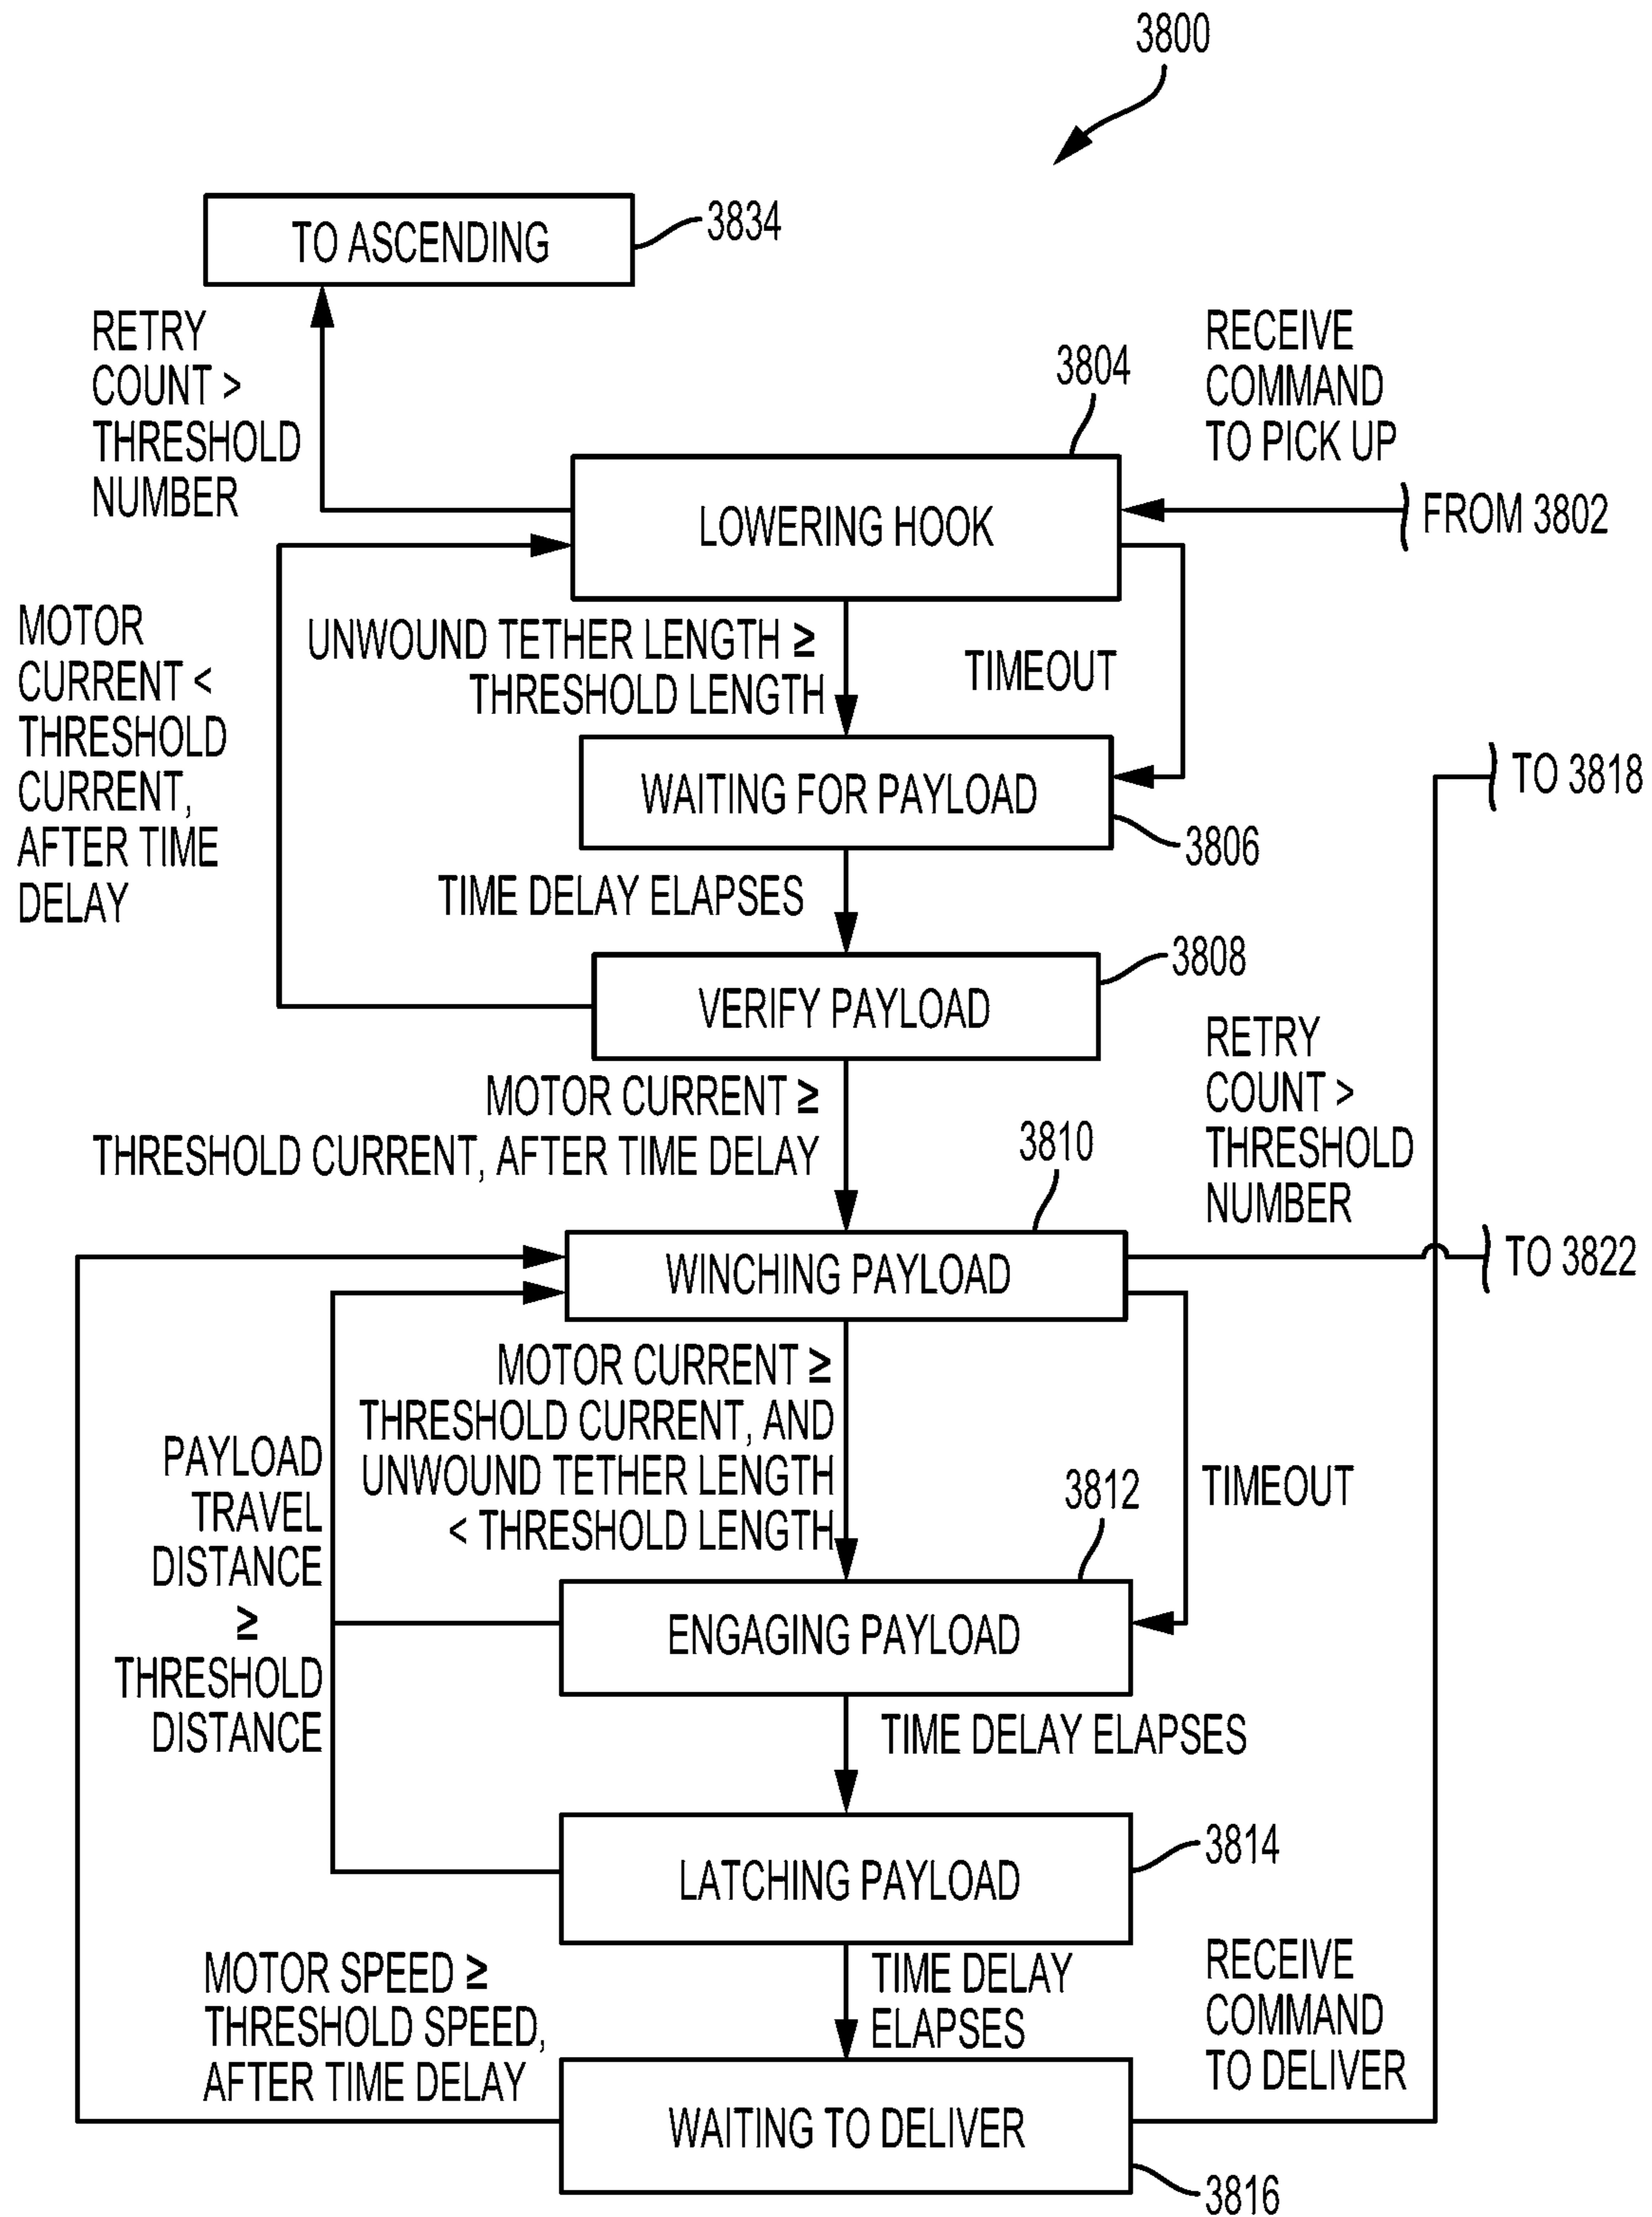 3800
TO ASCENDING
3834
RETRY
COUNT >
THRESHOLD
NUMBER
3804
RECEIVE
COMMAND
TO PICK UP
LOWERING HOOK
FROM 3802
MOTOR
CURRENT <
THRESHOLD
CURRENT,
AFTER TIME
DELAY
UNWOUND TETHER LENGTH ≥
THRESHOLD LENGTH
TIMEOUT
TO 3818
WAITING FOR PAYLOAD
3806
TIME DELAY ELAPSES
3808
VERIFY PAYLOAD
RETRY
COUNT >
THRESHOLD
NUMBER
MOTOR CURRENT ≥
THRESHOLD CURRENT, AFTER TIME DELAY
3810
WINCHING PAYLOAD
TO 3822
MOTOR CURRENT ≥
THRESHOLD CURRENT, AND
UNWOUND TETHER LENGTH
< THRESHOLD LENGTH
PAYLOAD
TRAVEL
DISTANCE
≥
THRESHOLD
DISTANCE
3812
TIMEOUT
ENGAGING PAYLOAD
TIME DELAY ELAPSES
LATCHING PAYLOAD
3814
MOTOR SPEED ≥
THRESHOLD SPEED,
AFTER TIME DELAY
TIME DELAY
ELAPSES
RECEIVE
COMMAND
TO DELIVER
WAITING TO DELIVER
3816